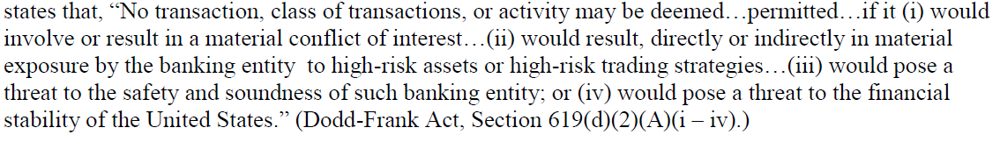 states that, “No transaction, class of transactions, or activity may be deemed…permitted…if it (i) would
involve or result in a material conflict of interest…(ii) would result, directly or indirectly in material
exposure by the banking entity  to high-risk assets or high-risk trading strategies…(iii) would pose a
threat to the safety and soundness of such banking entity; or (iv) would pose a threat to the financial
stability of the United States.” (Dodd-Frank Act, Section 619(d)(2)(A)(i – iv).)